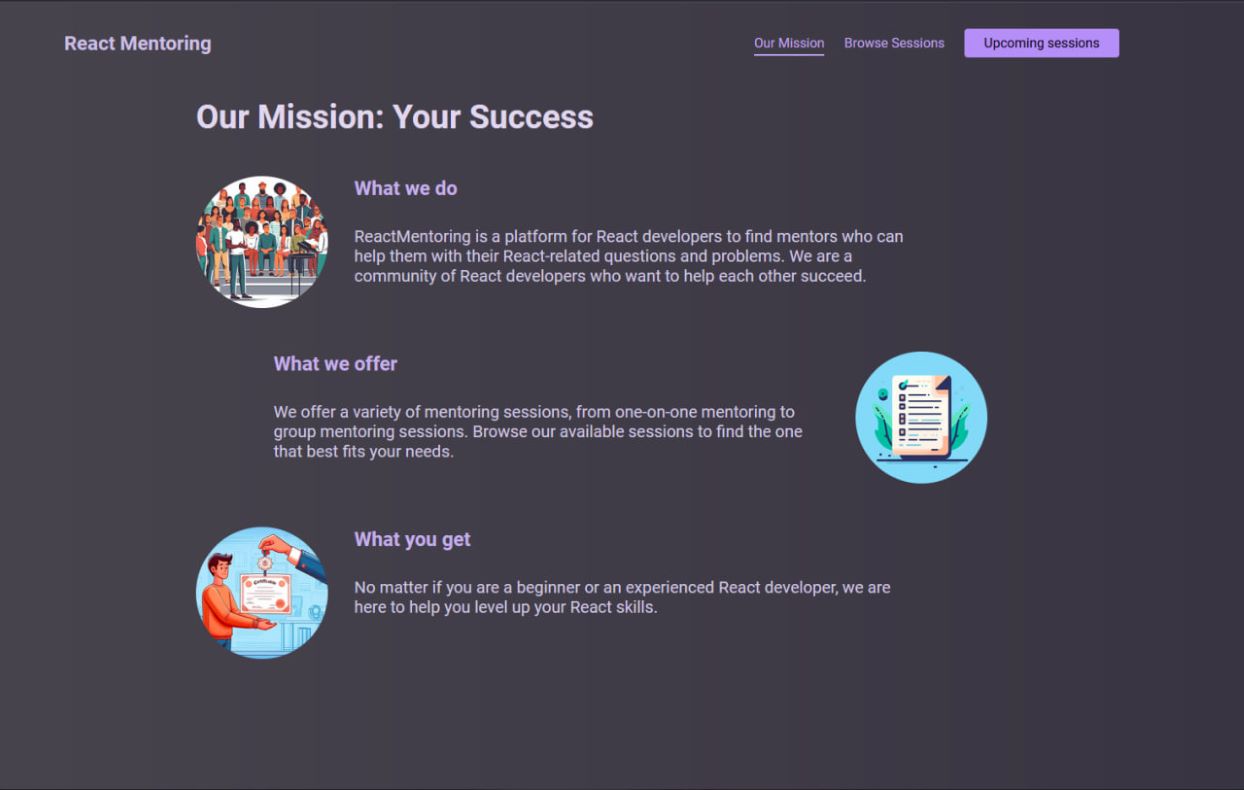 React Mentoring
Our Mission
Browse Sessions
Upcoming sessions
Our Mission: Your Success
What we do
ReactMentoring is a platform for React developers to find mentors who can
help them with their React-related questions and problems. We are a
community of React developers who want to help each other succeed.
What we offer
We offer a variety of mentoring sessions, from one-on-one mentoring to
group mentoring sessions. Browse our available sessions to find the one
that best fits your needs.
Certificate
What you get
No matter if you are a beginner or an experienced React developer, we are
here to help you level up your React skills.